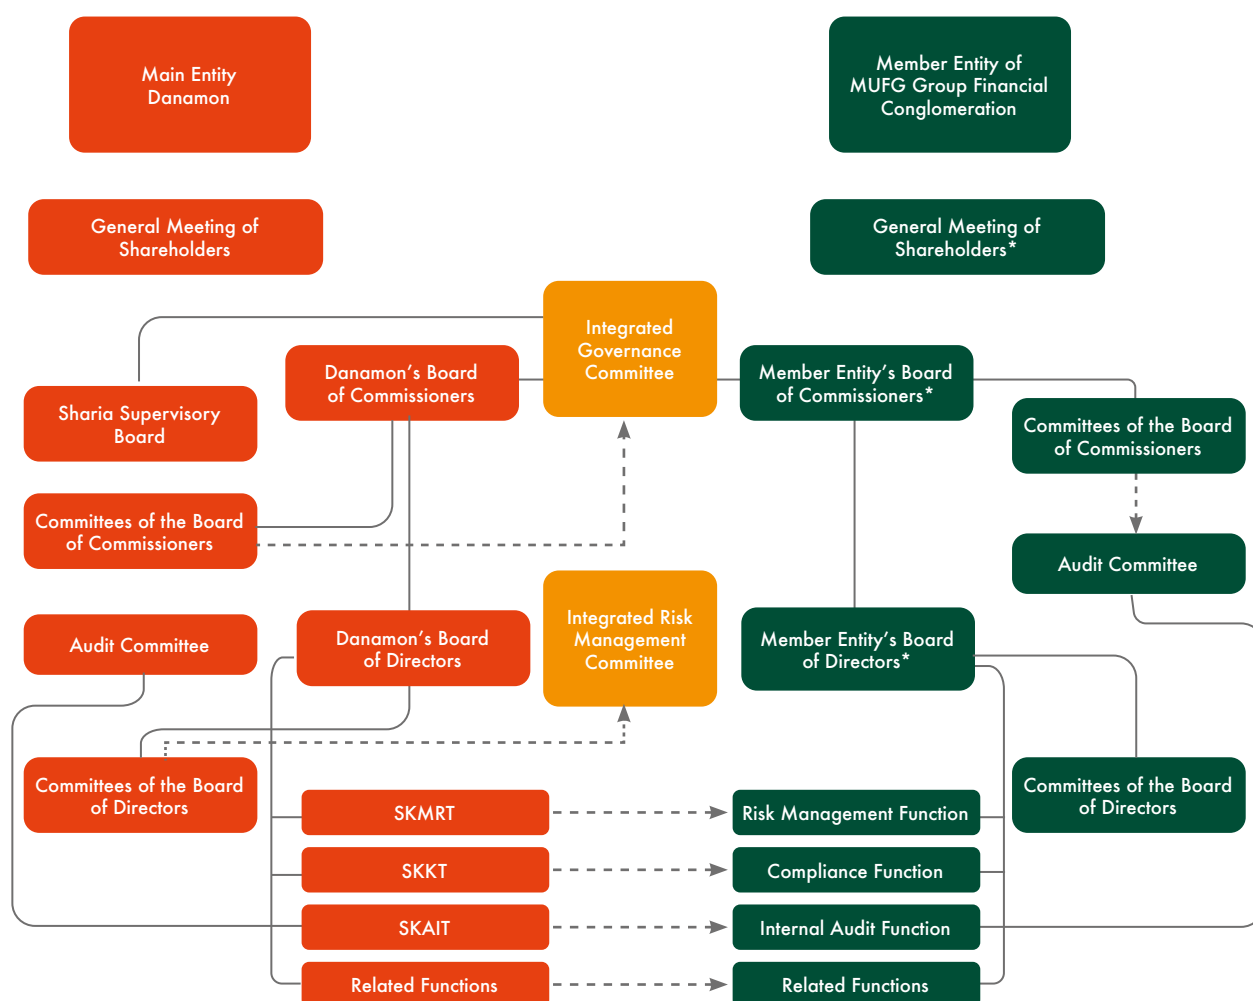 Main Entity
Danamon
Member Entity of
MUFG Group Financial
Conglomeration
General Meeting of
Shareholders
General Meeting of
Shareholders*
Integrated
Governance
Committee
Danamon's Board
of Commissioners
Member Entity's Board
of Commissioners*
Sharia Supervisory
Board
Committees of the Board
of Commissioners
Committees of the Board
of Commissioners
Audit Committee
Integrated Risk
Management
Committee
Audit Committee
Danamon's Board
of Directors
Member Entity's Board
of Directors*
Committees of the Board
of Directors
Committees of the Board
of Directors
SKMRT
Risk Management Function
SKKT
Compliance Function
SKAIT
Internal Audit Function
Related Functions
Related Functions